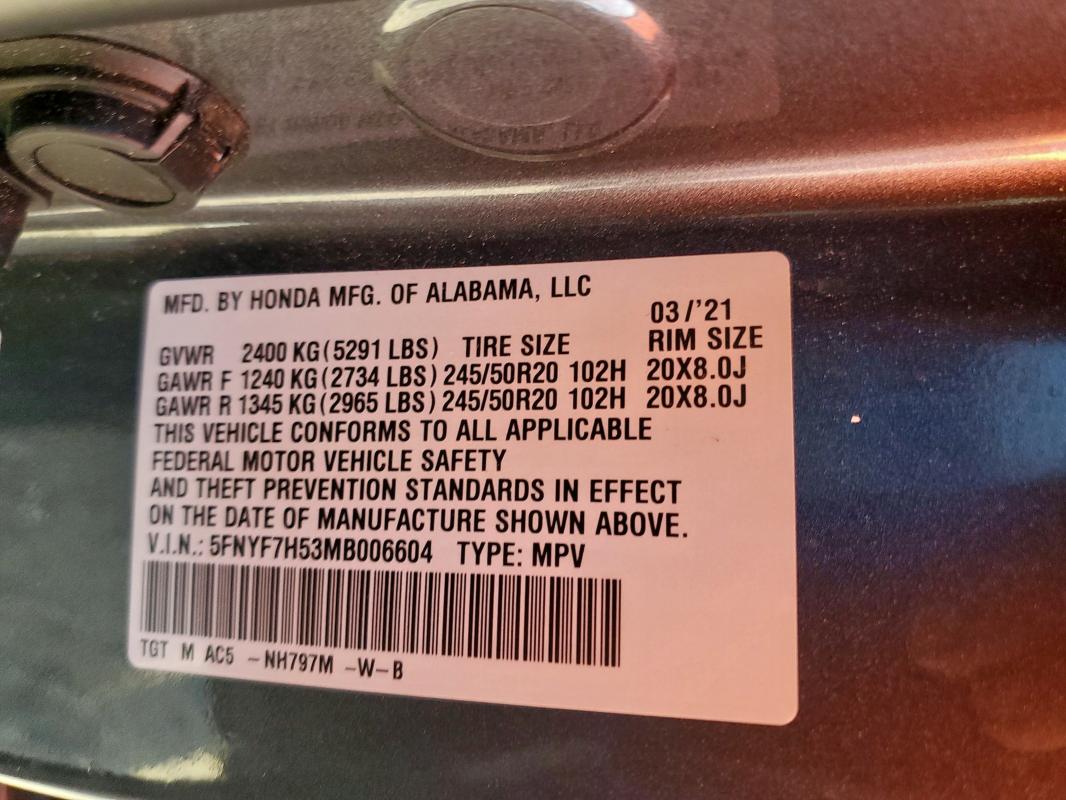 MFD. BY HONDA MFG. OF ALABAMA, LLC
03/'21
GVWR 2400 KG(5291 LBS) TIRE SIZE RIM SIZE
GAWR F 1240 KG(2734 LBS) 245/50R20 102H 20X8.0J
GAWR R 1345 KG(2965 LBS) 245/50R20 102H 20X8.0J
THIS VEHICLE CONFORMS TO ALL APPLICABLE
FEDERAL MOTOR VEHICLE SAFETY
AND THEFT PREVENTION STANDARDS IN EFFECT
ON THE DATE OF MANUFACTURE SHOWN ABOVE.
V.I.N.: 5FNYF7H53MB006604 TYPE: MPV
TGT M AC5 -NH797M -W-B